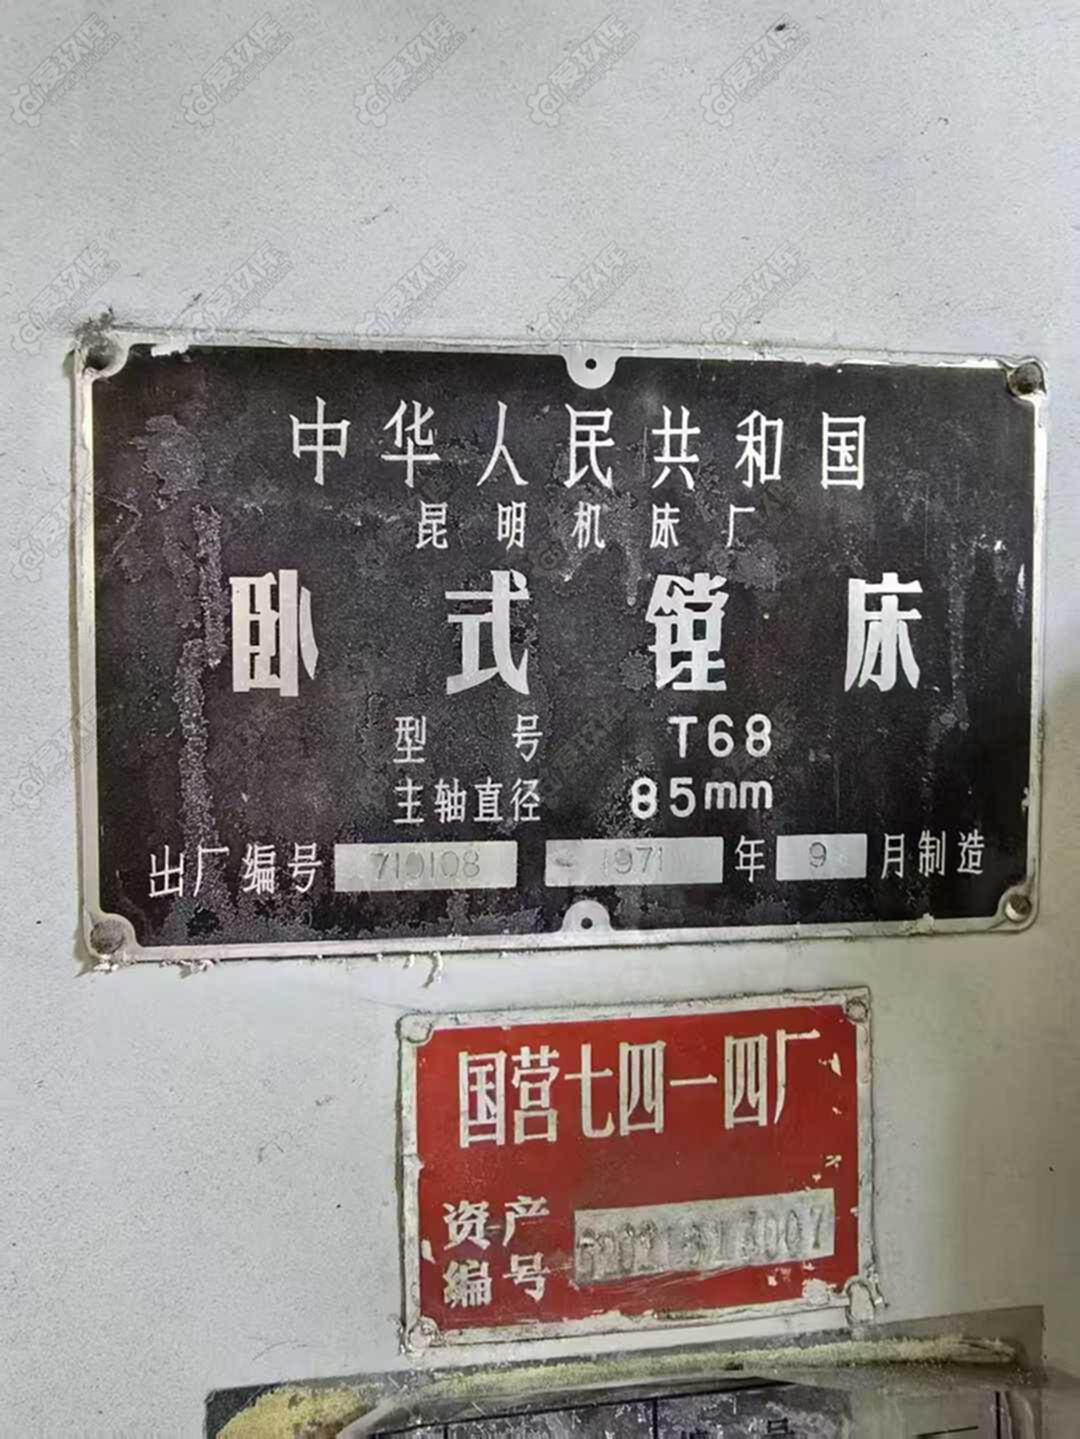 中华人民共和国
昆明机床厂
卧式镗床
型号 T68
主轴直径 85mm
出厂编号 710108 1971 年 9 月制造
国营七四一四厂
资产
编号